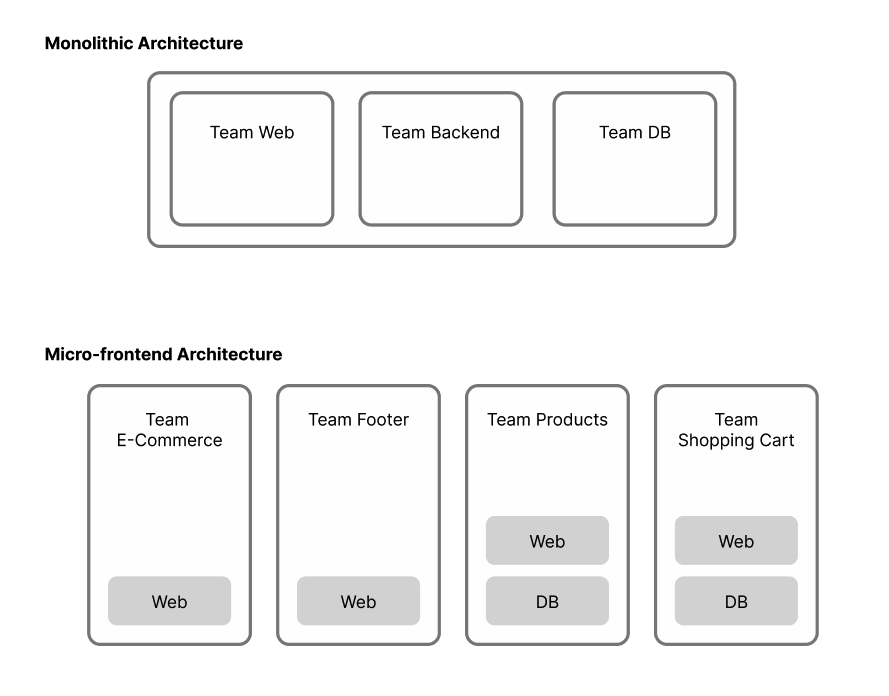 Monolithic Architecture
Team Web
Team Backend
Team DB
Micro-frontend Architecture
Team
E-Commerce
Web
Team Footer
Web
Team Products
Web
DB
Team
Shopping Cart
Web
DB